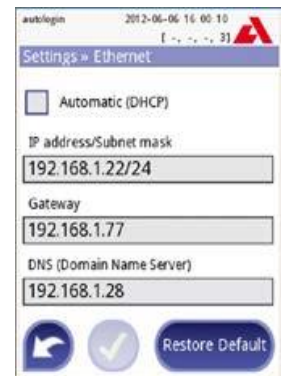 autologin 2012-06-06 16 00 10
[ -, -, -, 3]
Settings » Ethernet
Automatic (DHCP)
IP address/Subnet mask
192.168.1.22/24
Gateway
192.168.1.77
DNS (Domain Name Server)
192.168.1.28
Restore Default